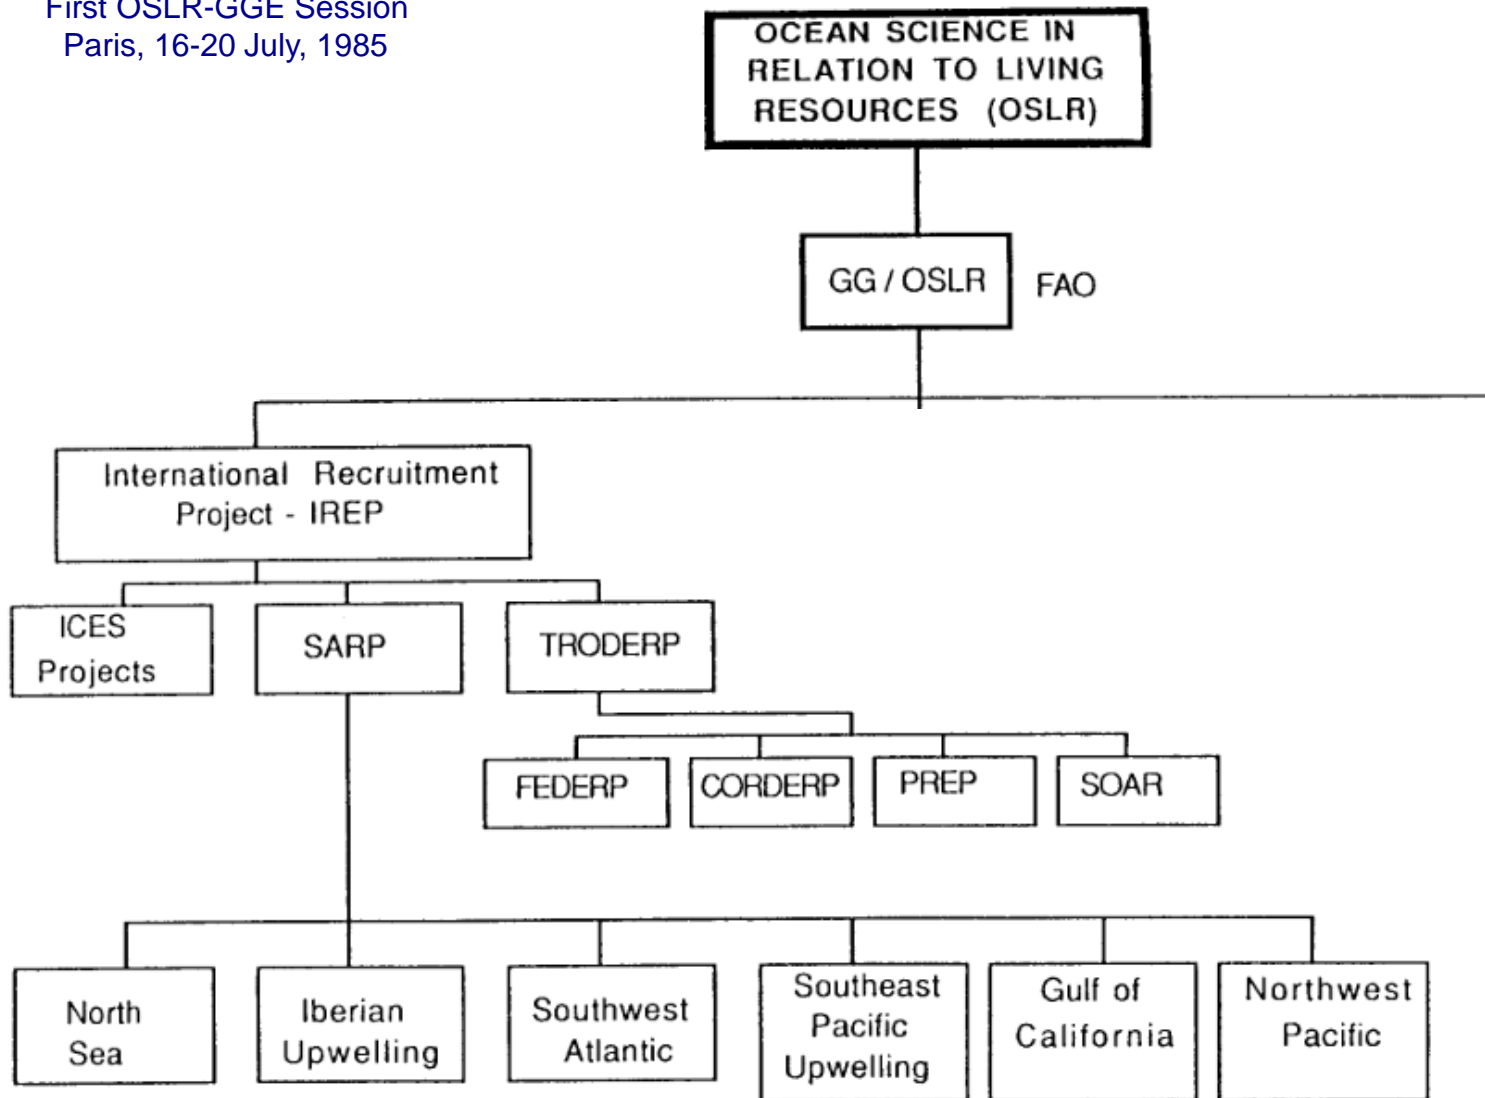 First OSLR-GGE Session
Paris, 16-20 July, 1985
OCEAN SCIENCE IN
RELATION TO LIVING
RESOURCES (OSLR)
GG / OSLR
FAO
International Recruitment
Project - IREP
ICES
Projects
SARP
TRODERP
FEDERP
CORDERP
PREP
SOAR
North
Sea
Iberian
Upwelling
Southwest
Atlantic
Southeast
Pacific
Upwelling
Gulf of
California
Northwest
Pacific